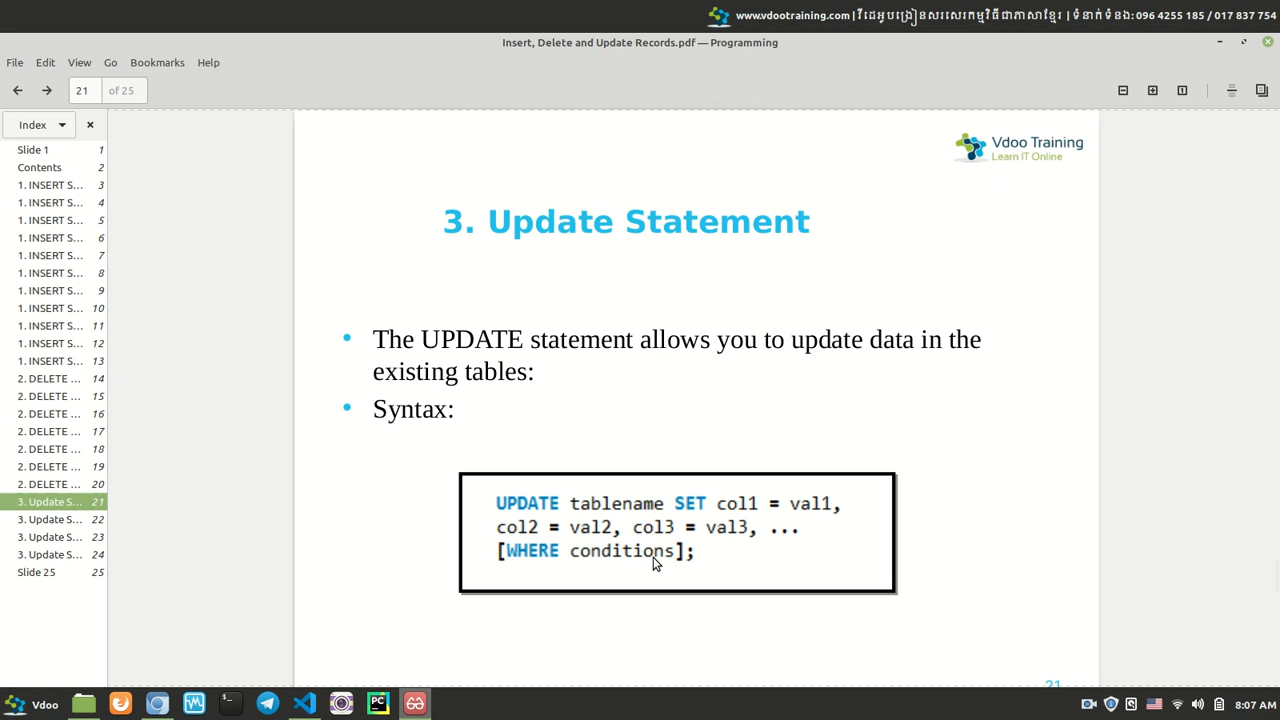 www.vdootraining.com | វីដេអូបង្រៀនសរសេរកម្មវិធីជាភាសាខ្មែរ | ទំនាក់ទំនង: 096 4255 185 / 017 837 754
Insert, Delete and Update Records.pdf — Programming
File Edit View Go Bookmarks Help
21 of 25
Index
Slide 1 1
Contents 2
1. INSERT S... 3
1. INSERT S... 4
1. INSERT S... 5
1. INSERT S... 6
1. INSERT S... 7
1. INSERT S... 8
1. INSERT S... 9
1. INSERT S... 10
1. INSERT S... 11
1. INSERT S... 12
1. INSERT S... 13
2. DELETE ... 14
2. DELETE ... 15
2. DELETE ... 16
2. DELETE ... 17
2. DELETE ... 18
2. DELETE ... 19
2. DELETE ... 20
3. Update S... 21
3. Update S... 22
3. Update S... 23
3. Update S... 24
Slide 25 25
Vdoo Training
Learn IT Online
3. Update Statement
• The UPDATE statement allows you to update data in the
existing tables:
• Syntax:
UPDATE tablename SET col1 = val1,
col2 = val2, col3 = val3, ...
[WHERE conditions];
21
Vdoo
8:07 AM